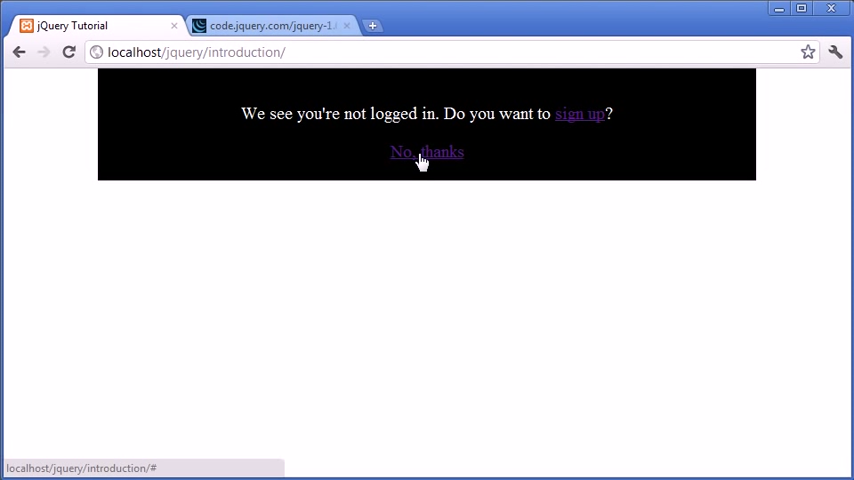 jQuery Tutorial
code.jquery.com/jquery-1.
localhost/jquery/introduction/
We see you're not logged in. Do you want to sign up?
No, thanks
localhost/jquery/introduction/#